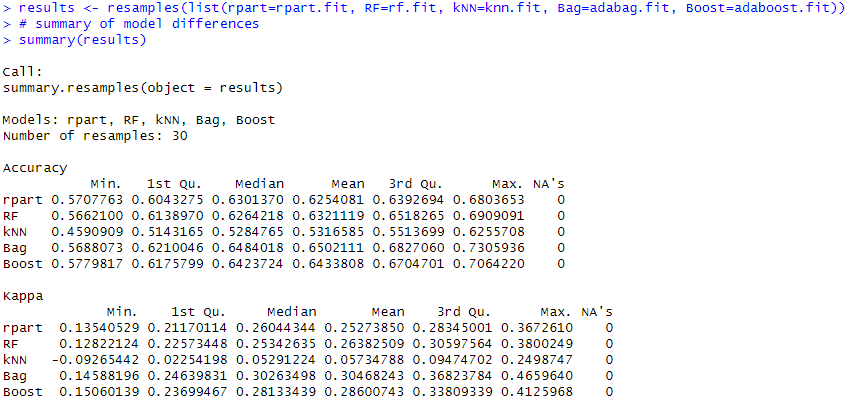 > results <- resamples(list(rpart=rpart.fit, RF=rf.fit, kNN=knn.fit, Bag=adabag.fit, Boost=adaboost.fit))
> # summary of model differences
> summary(results)
Call:
summary.resamples(object = results)
Models: rpart, RF, kNN, Bag, Boost
Number of resamples: 30
Accuracy
Min. 1st Qu. Median Mean 3rd Qu. Max. NA's
rpart 0.5707763 0.6043275 0.6301370 0.6254081 0.6392694 0.6803653 0
RF 0.5662100 0.6138970 0.6264218 0.6321119 0.6518265 0.6909091 0
kNN 0.4590909 0.5143165 0.5284765 0.5316585 0.5513699 0.6255708 0
Bag 0.5688073 0.6210046 0.6484018 0.6502111 0.6827060 0.7305936 0
Boost 0.5779817 0.6175799 0.6423724 0.6433808 0.6704701 0.7064220 0
Kappa
Min. 1st Qu. Median Mean 3rd Qu. Max. NA's
rpart 0.13540529 0.21170114 0.26044344 0.25273850 0.28345001 0.3672610 0
RF 0.12822124 0.22573448 0.25342635 0.26382509 0.30597564 0.3800249 0
kNN -0.09265442 0.02254198 0.05291224 0.05734788 0.09474702 0.2498747 0
Bag 0.14588196 0.24639831 0.30263498 0.30468243 0.36823784 0.4659640 0
Boost 0.15060139 0.23699467 0.28133439 0.28600743 0.33809339 0.4125968 0